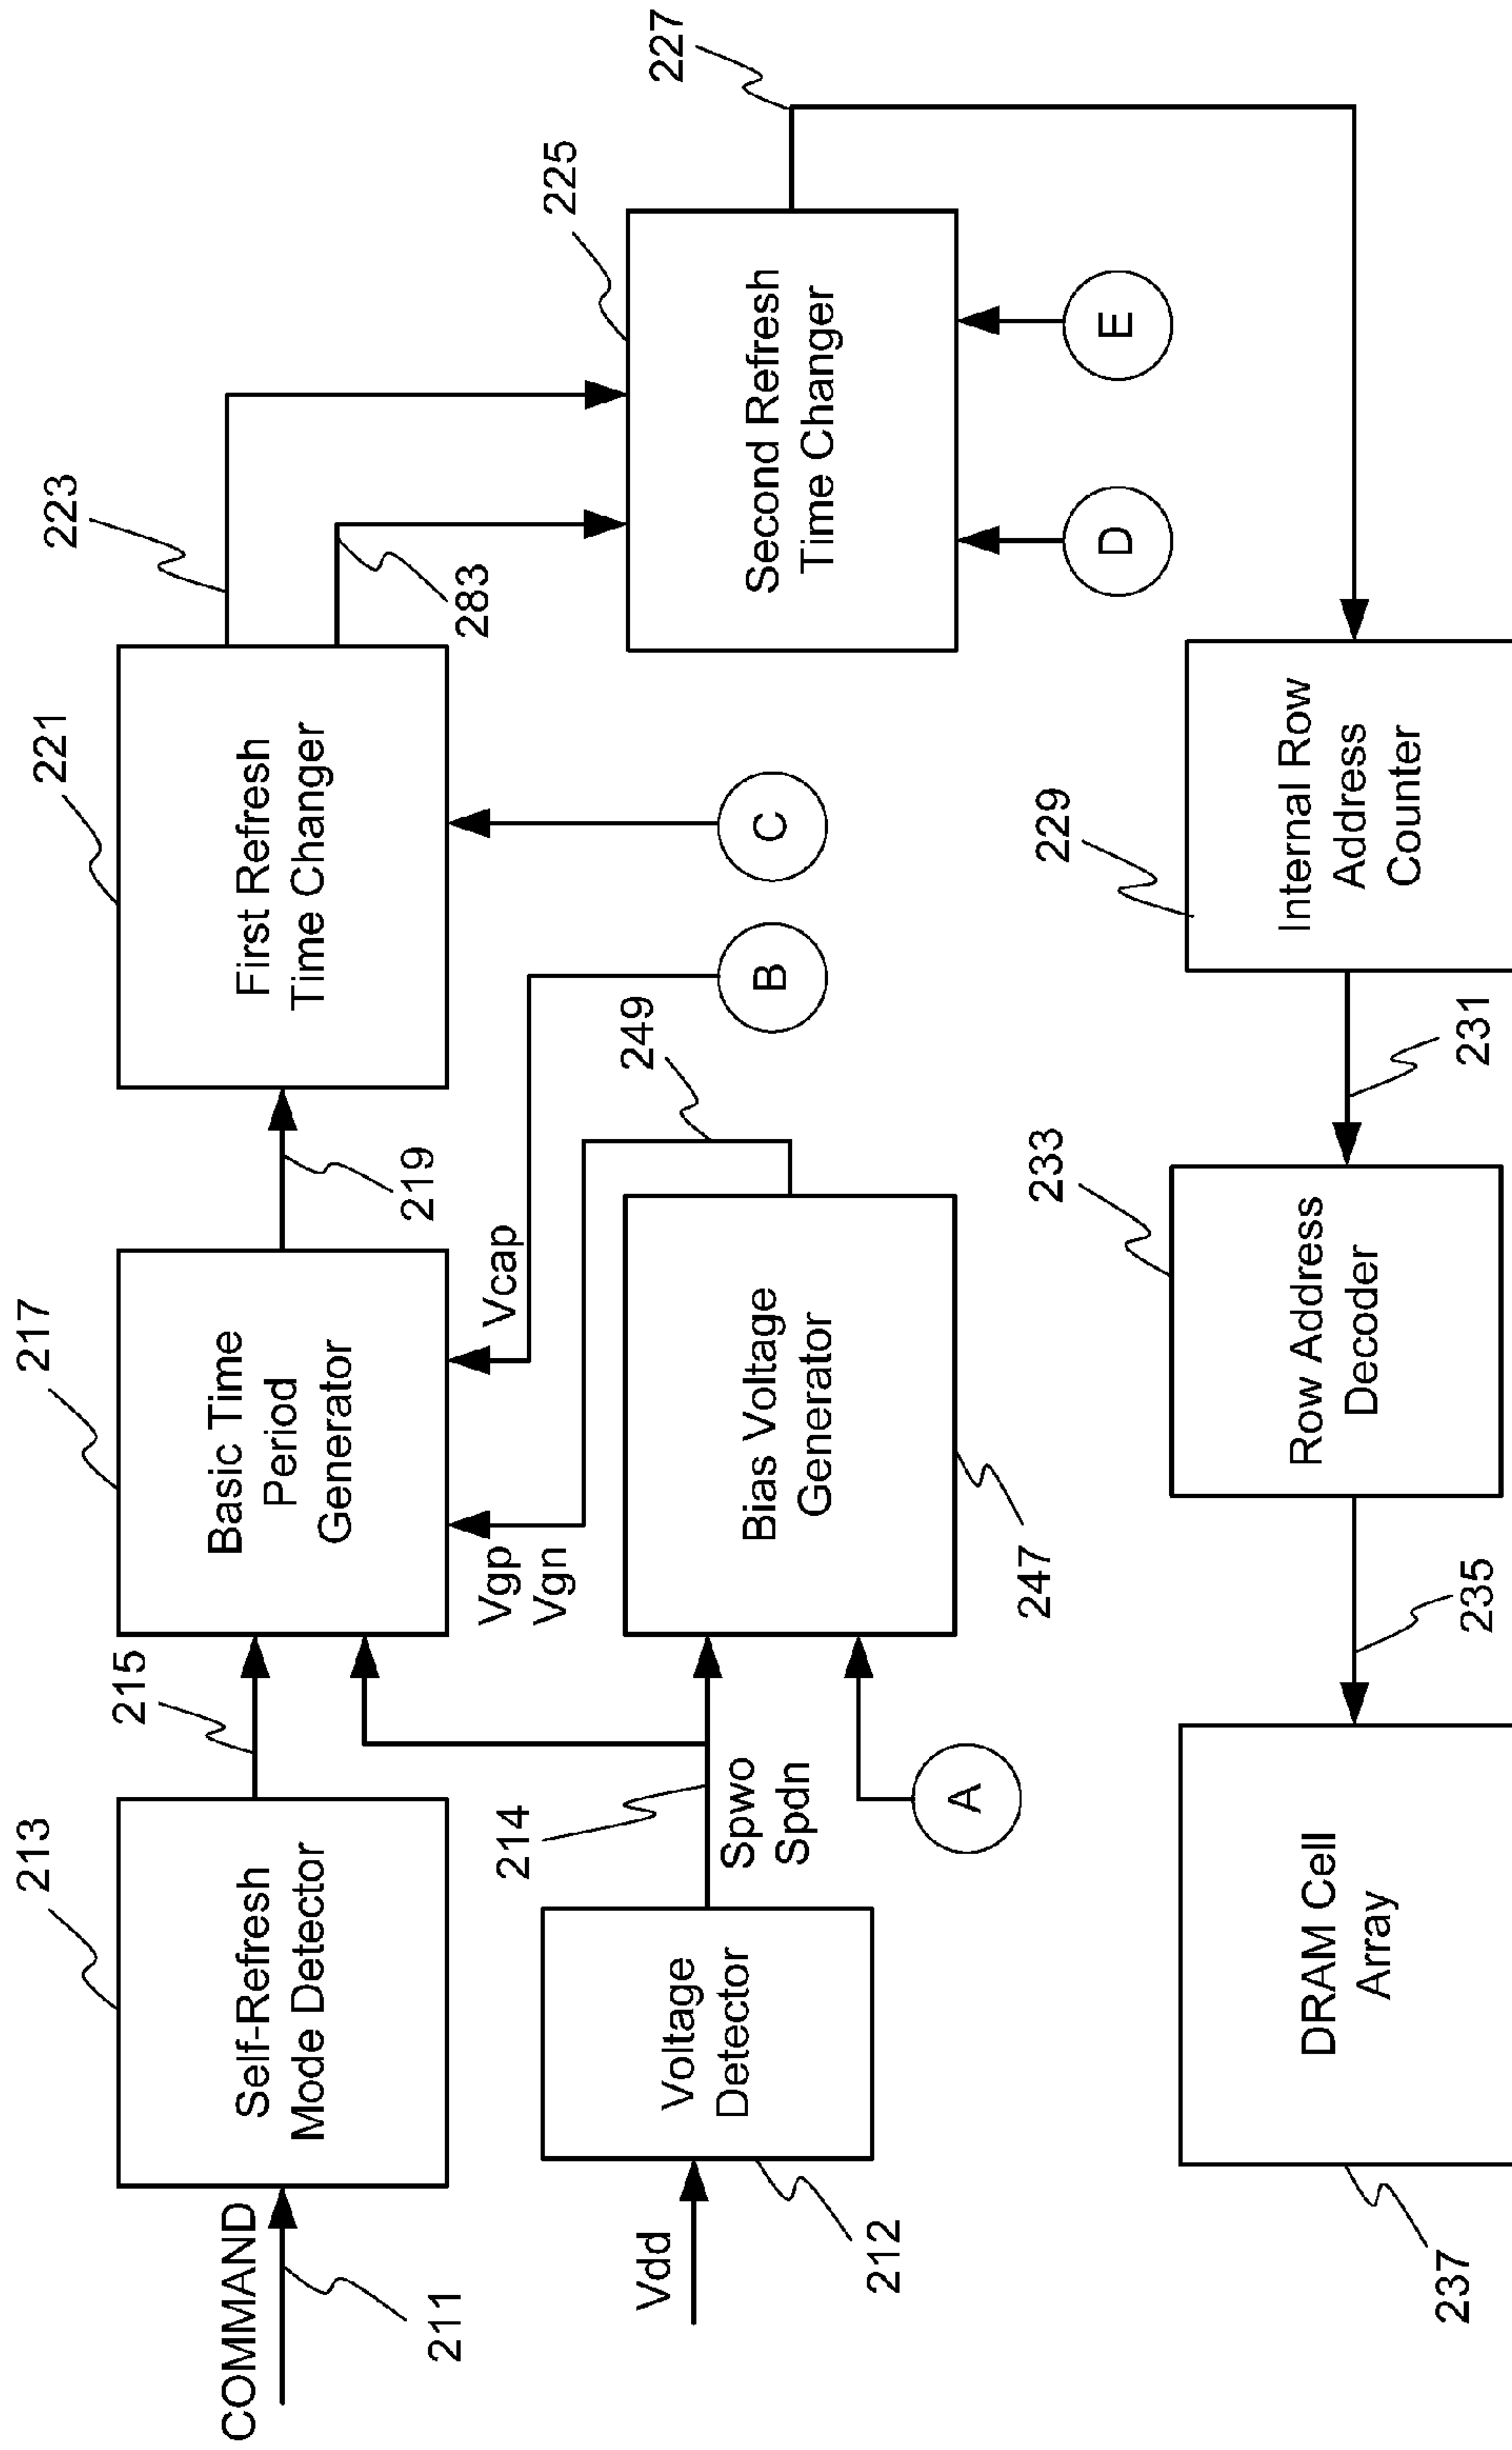 213
Self-Refresh
Mode Detector
COMMAND
211
215
217
Basic Time
Period
Generator
219
221
First Refresh
Time Changer
223
283
227
225
Second Refresh
Time Changer
Vdd
212
Voltage
Detector
214
Spwo
Spdn
A
Vgp
Vgn
Vcap
249
Bias Voltage
Generator
247
B
C
D
E
237
DRAM Cell
Array
235
233
Row Address
Decoder
231
229
Internal Row
Address
Counter